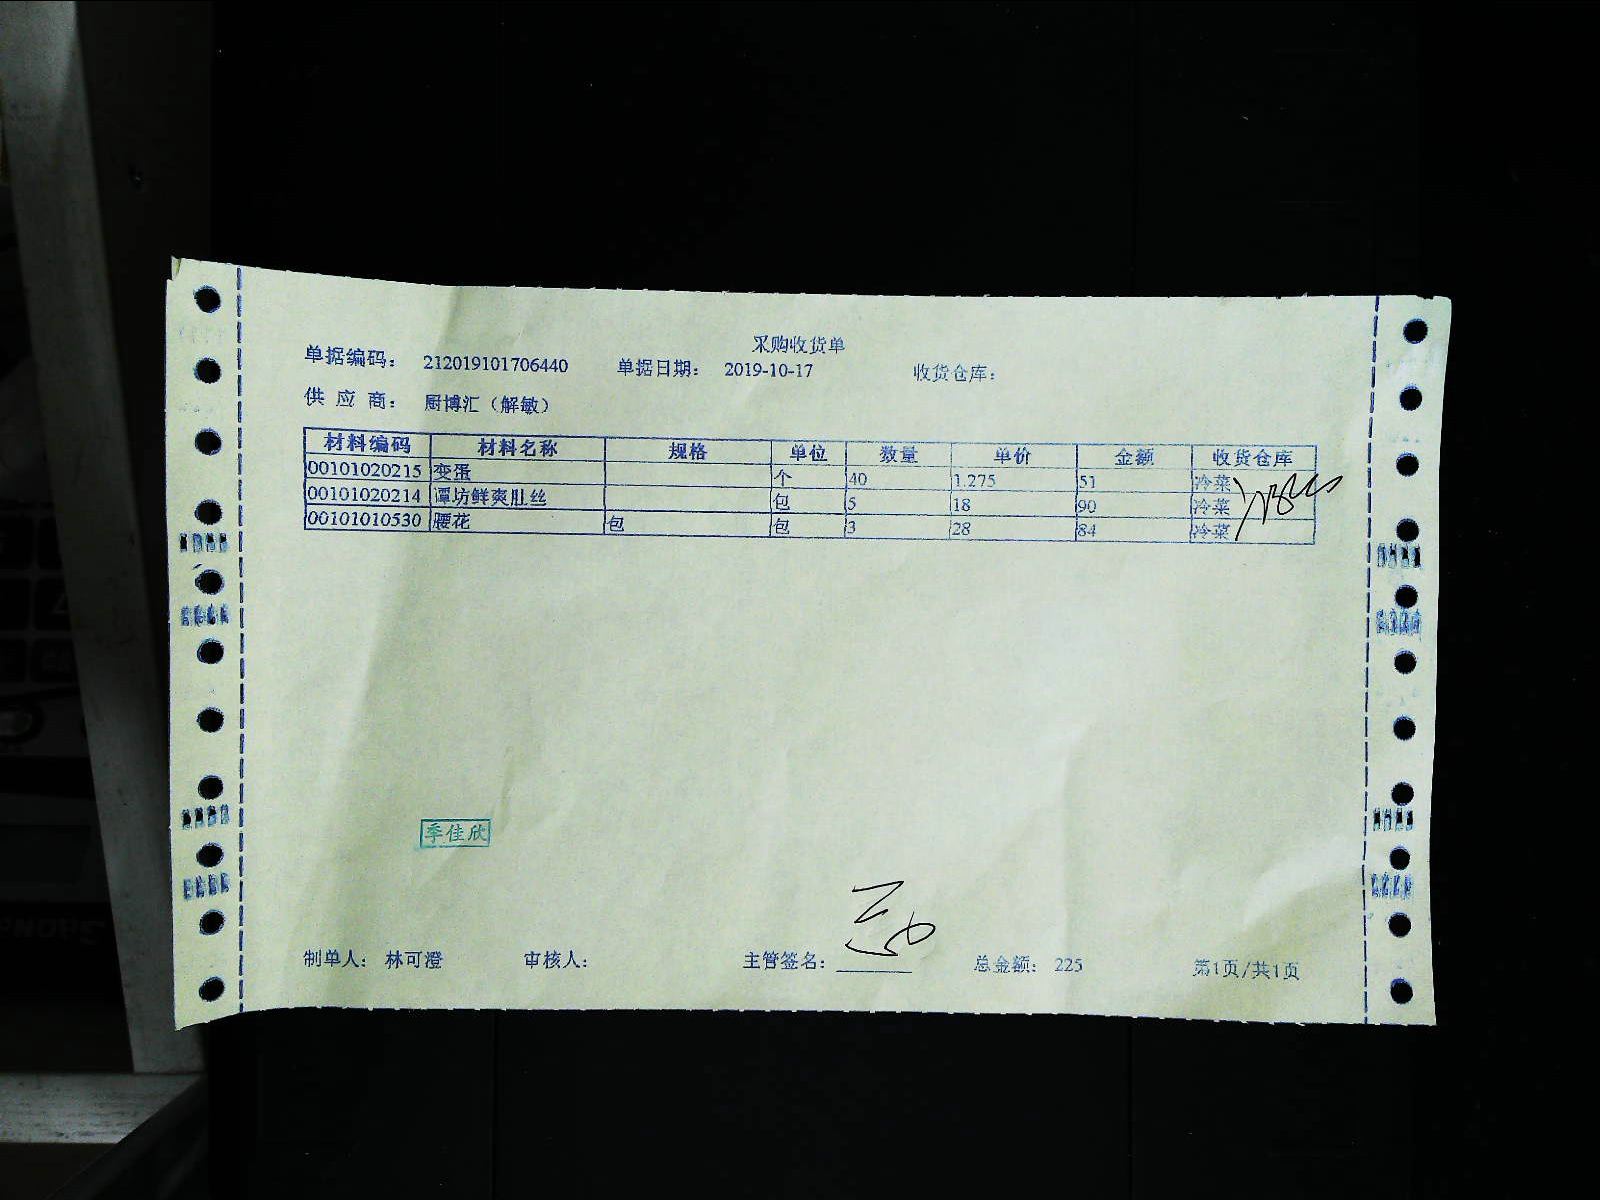 采购收货单
单据编码： 212019101706440 单据日期： 2019-10-17 收货仓库：
供 应 商： 厨博汇（解敏）
材料编码 材料名称 规格 单位 数量 单价 金额 收货仓库
00101020215 变蛋 个 40 1.275 51 冷菜
00101020214 潭坊鲜爽肚丝 包 5 18 90 冷菜
00101010530 腰花 包 包 3 28 84 冷菜
季佳欣
制单人： 林可澄 审核人： 主管签名： 总金额： 225 第1页/共1页